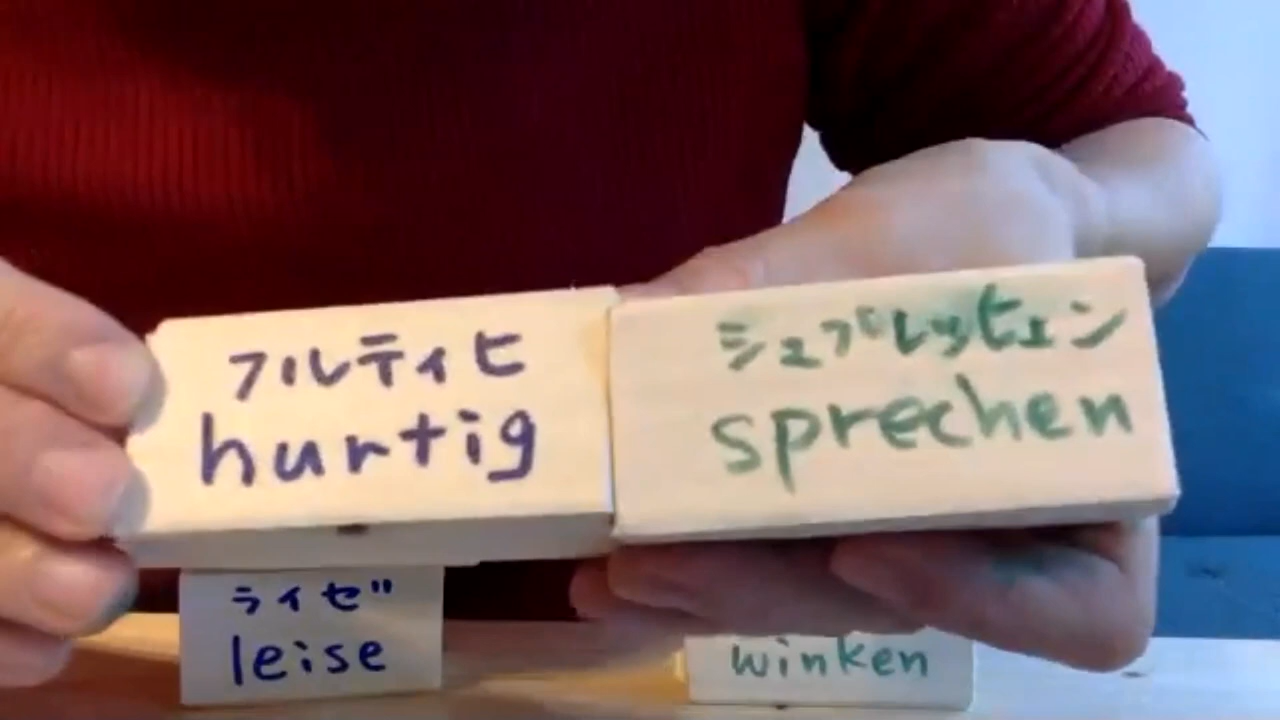 フルティヒ
hurtig
シュプレッヒェン
sprechen
ライゼ
leise
winken